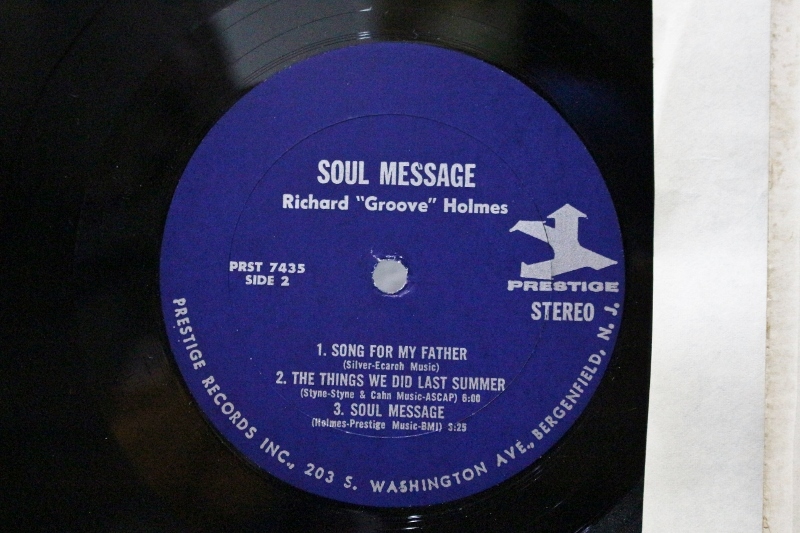 SOUL MESSAGE
Richard "Groove" Holmes
PRST 7435
SIDE 2
PRESTIGE
STEREO
1. SONG FOR MY FATHER
(Silver-Ecaroh Music)
2. THE THINGS WE DID LAST SUMMER
(Styne-Styne & Cahn Music-ASCAP) 6:00
3. SOUL MESSAGE
(Holmes-Prestige Music-BMI) 3:25
PRESTIGE RECORDS INC., 203 S. WASHINGTON AVE., BERGENFIELD, N. J.